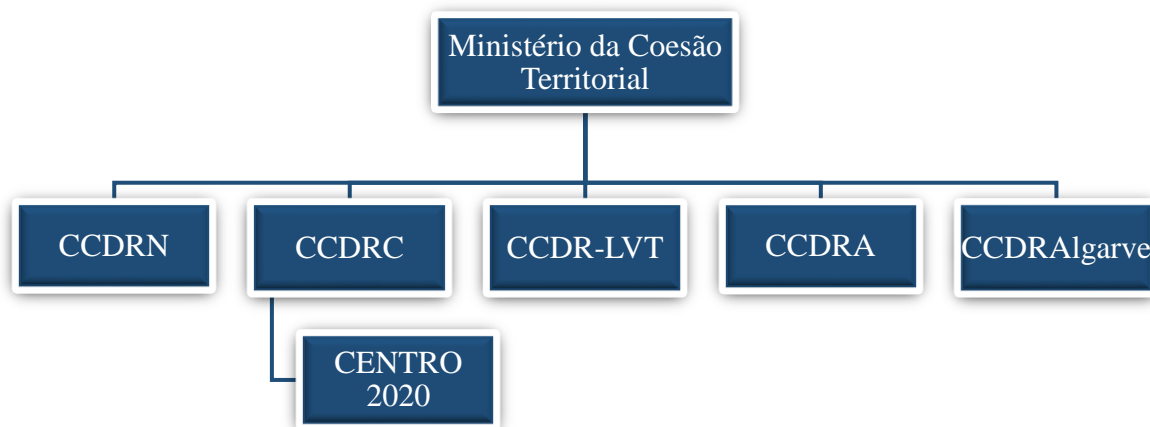 Ministério da Coesão
Territorial
CCDRN
CCDRC
CCDR-LVT
CCDRA
CCDRAlgarve
CENTRO
2020